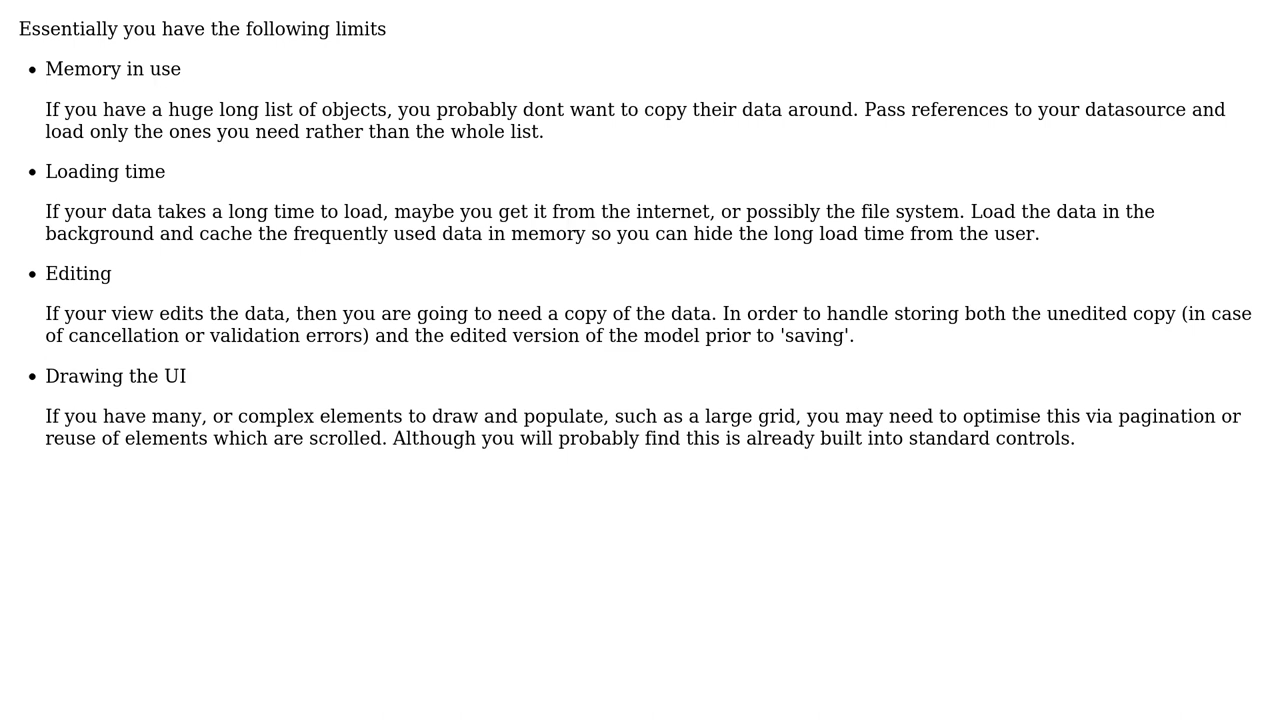 Essentially you have the following limits
• Memory in use
If you have a huge long list of objects, you probably dont want to copy their data around. Pass references to your datasource and
load only the ones you need rather than the whole list.
• Loading time
If your data takes a long time to load, maybe you get it from the internet, or possibly the file system. Load the data in the
background and cache the frequently used data in memory so you can hide the long load time from the user.
• Editing
If your view edits the data, then you are going to need a copy of the data. In order to handle storing both the unedited copy (in case
of cancellation or validation errors) and the edited version of the model prior to 'saving'.
• Drawing the UI
If you have many, or complex elements to draw and populate, such as a large grid, you may need to optimise this via pagination or
reuse of elements which are scrolled. Although you will probably find this is already built into standard controls.